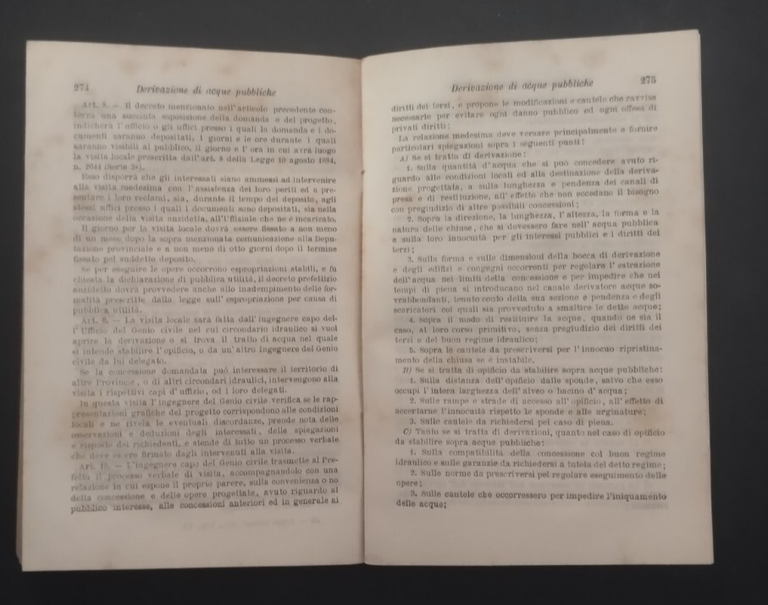 274
Derivazione di acque pubbliche
Art. 8. — Il decreto menzionato nell'articolo precedente con-
terrà una succinta esposizione della domanda e del progetto,
indicherà l'ufficio o gli uffici presso i quali la domanda e i do-
cumenti saranno depositati, i giorni e le ore durante i quali
saranno visibili al pubblico, il giorno e l'ora in cui avrà luogo
la visita locale prescritta dall'art. 8 della Legge 10 agosto 1884,
n. 2644 (Serie 3a).
Esso disporrà che gli interessati siano ammessi ad intervenire
alla visita medesima con l'assistenza dei loro periti ed a pre-
sentare i loro reclami, sia, durante il tempo del deposito, agli
stessi uffici presso i quali i documenti sono depositati, sia nella
occasione della visita anzidetta, all'Uffiziale che ne è incaricato.
Il giorno per la visita locale dovrà essere fissato a non meno
di un mese dopo la sopra menzionata comunicazione alla Depu-
tazione provinciale e a non meno di otto giorni dopo il termine
fissato pel suddetto deposito.
Se per eseguire le opere occorrono espropriazioni stabili, e fu
chiesta la dichiarazione di pubblica utilità, il decreto prefettizio
anzidetto dovrà provvedere anche allo inadempimento delle for-
malità prescritte dalla legge sull'espropriazione per causa di
pubblica utilità.
Art. 9. — La visita locale sarà fatta dall'ingegnere capo del-
l'Ufficio del Genio civile nel cui circondario idraulico si vuol
aprire la derivazione o si trova il tratto di acqua nel quale
si intende stabilire l'opificio, o da un'altro ingegnere del Genio
civile da lui delegato.
Se la concessione domandata può interessare il territorio di
altre Provincie, o di altri circondari idraulici, intervengono alla
visita i rispettivi capi d'uffizio, od i loro delegati.
In questa visita l'ingegnere del Genio civile verifica se le rap-
presentazioni grafiche del progetto corrispondono alle condizioni
locali e ne rivela le eventuali discordanze, prende nota delle
osservazioni e deduzioni degli interessati, delle spiegazioni
e risposte dei richiedenti, e stende di tutto un processo verbale
che deve essere firmato dagli intervenuti alla visita.
Art. 10. — L'ingegnere capo del Genio civile trasmette al Pre-
fetto il processo verbale di visita, accompagnandolo con una
relazione in cui espone il proprio parere, sulla convenienza o no
della concessione e delle opere progettate, avuto riguardo al
pubblico interesse, alle concessioni anteriori ed in generale ai
Derivazione di acque pubbliche
275
diritti dei terzi, e propone le modificazioni e cautele che ravvisa
necessarie per evitare ogni danno pubblico ed ogni offesa di
privati diritti.
La relazione medesima deve versare principalmente e fornire
particolari spiegazioni sopra i seguenti punti:
A) Se si tratta di derivazione:
1. Sulla quantità d'acqua che si può concedere avuto ri-
guardo alle condizioni locali ed alla destinazione della deriva-
zione progettata, a sulla lunghezza e pendenza dei canali di
presa e di restituzione, all'effetto che non eccedano il bisogno
con pregiudizio di altre possibili concessioni;
2. Sopra la direzione, la lunghezza, l'altezza, la forma e la
natura delle chiuse, che si dovessero fare nell'acqua pubblica
e sulla loro innocuità per gli interessi pubblici e i diritti dei
terzi;
3. Sulla forma e sulle dimensioni della bocca di derivazione
e degli edifizi e congegni occorrenti per regolare l'estrazione
dell'acqua nei limiti della concessione e per impedire che nei
tempi di piena si introducano nel canale derivatore acque so-
vrabbondanti, tenuto conto della sua sezione e pendenza e degli
scaricatori coi quali sia provveduto a smaltire le dette acque;
4. Sopra il modo di restituire la acque, quando ne sia il
caso, al loro corso primitivo, senza pregiudizio dei diritti dei
terzi e del buon regime idraulico;
5. Sopra le cautele da prescriversi per l'innocuo ripristina-
mento della chiusa se è instabile.
B) Se si tratta di opificio da stabilire sopra acque pubbliche:
1. Sulla distanza dell'opificio dalle sponde, salvo che esso
occupi l'intera larghezza dell'alveo o bacino d'acqua;
2. Sulle rampe e strade di accesso all'opificio, all'effetto di
accertarne l'innocuità rispetto le sponde e alle arginature;
3. Sulle cautele da richiedersi pel caso di piena.
C) Tanto se si tratta di derivazioni, quanto nel caso di opificio
da stabilire sopra acque pubbliche:
1. Sulla compatibilità della concessione col buon regime
idraulico e sulle garanzie da richiedersi a tutela del detto regime;
2. Sulle norme da prescriversi pel regolare eseguimento delle
opere;
3. Sulle cautele che occorressero per impedire l'iniquamento
delle acque;